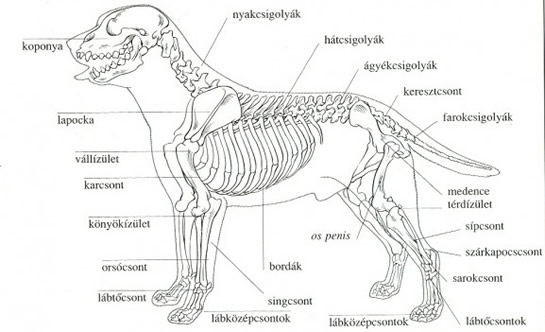 nyakcsigolyák
koponya
hátcsigolyák
ágyékcsigolyák
keresztcsont
lapocka
farokcsigolyák
vállízület
karcsont
medence
térdízület
könyökízület
sípcsont
os penis
szárkapocscsont
orsócsont
bordák
sarokcsont
lábtőcsont
singcsont
lábközépcsontok
lábközépcsontok
lábtőcsontok